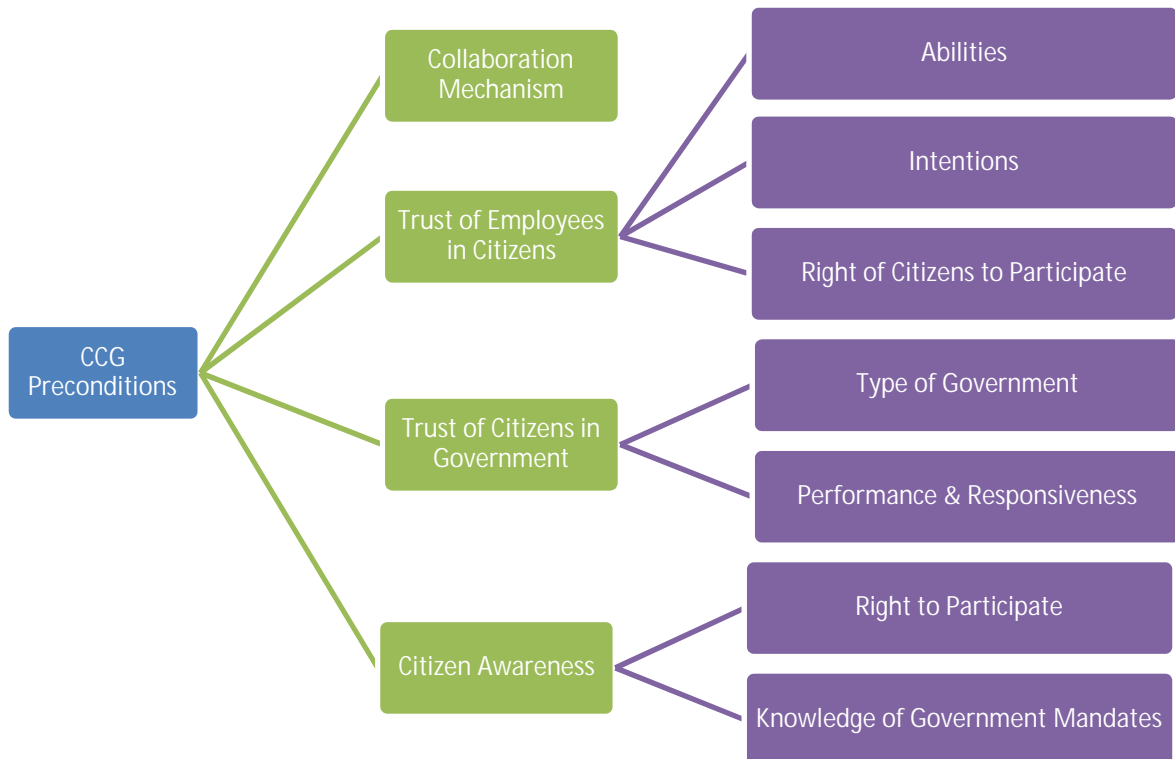 CCG
Preconditions
Collaboration
Mechanism
Trust of Employees
in Citizens
Abilities
Intentions
Right of Citizens to Participate
Trust of Citizens in
Government
Type of Government
Performance & Responsiveness
Citizen Awareness
Right to Participate
Knowledge of Government Mandates